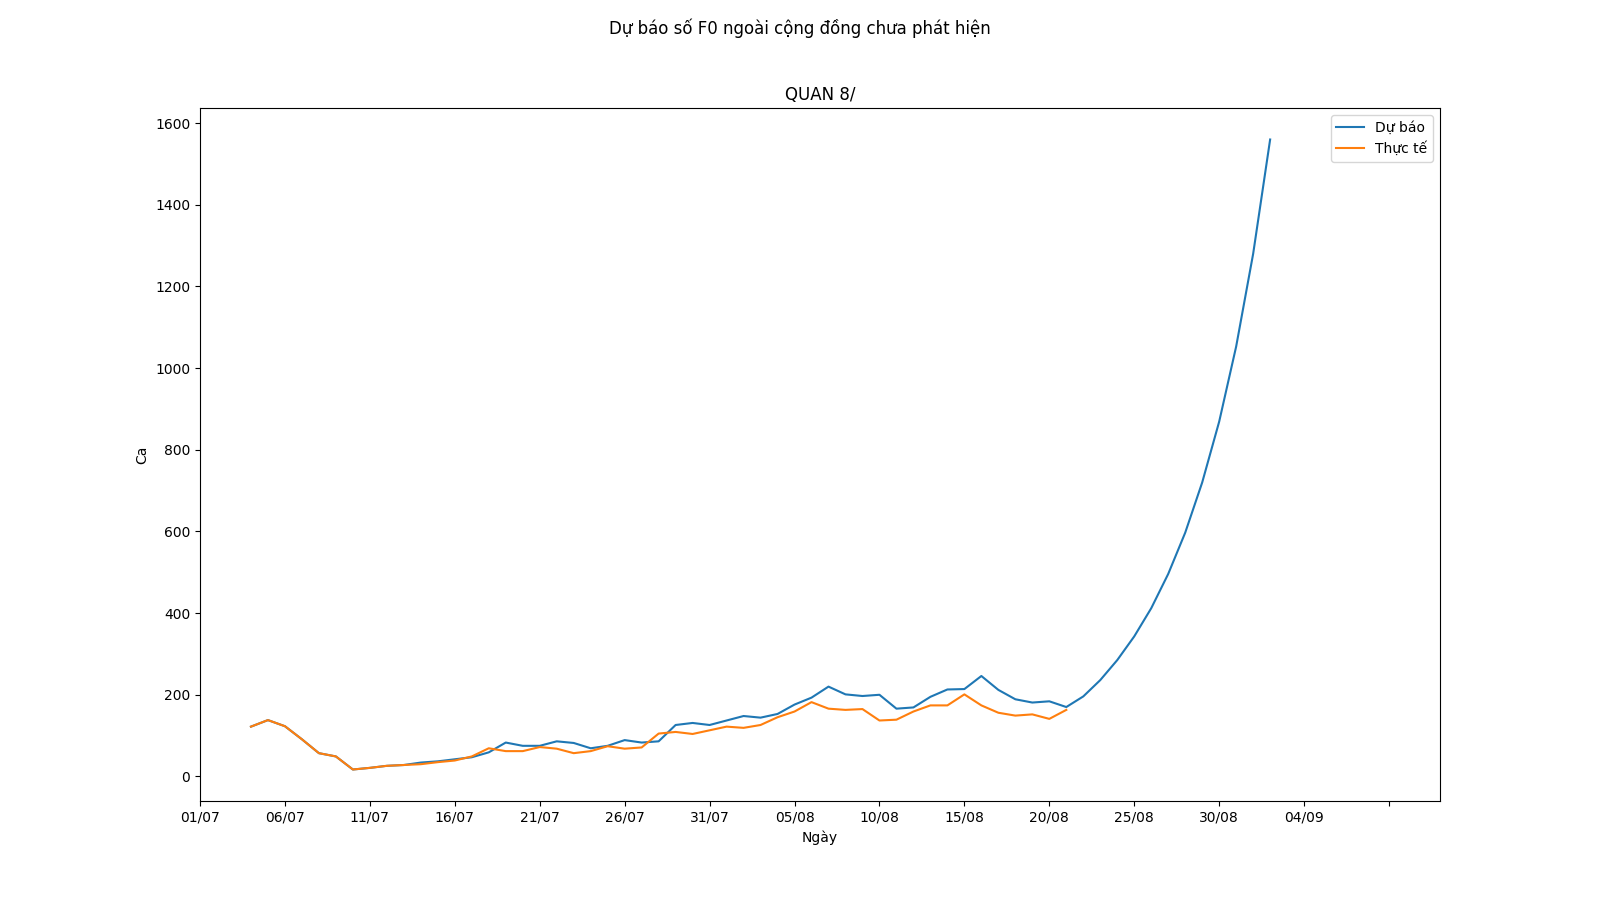 Dự báo số F0 ngoài cộng đồng chưa phát hiện
QUAN 8/
Dự báo
Thực tế
1600
1400
1200
1000
800
600
400
200
0
Ca
01/07 06/07 11/07 16/07 21/07 26/07 31/07 05/08 10/08 15/08 20/08 25/08 30/08 04/09
Ngày